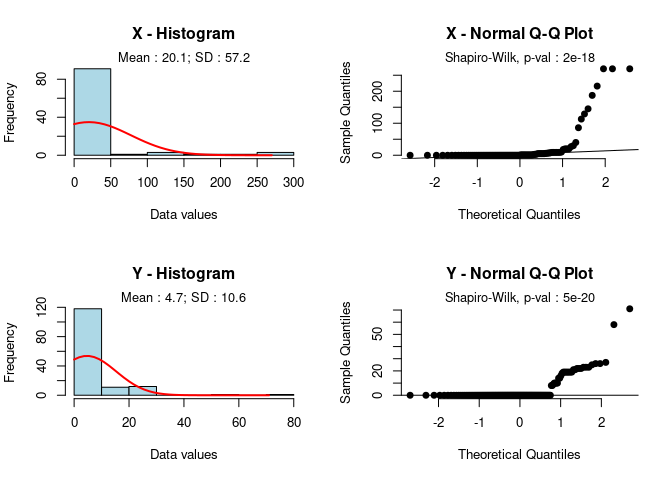 X - Histogram
Mean : 20.1; SD : 57.2
Frequency
0 40 80
0 50 100 150 200 250 300
Data values
X - Normal Q-Q Plot
Shapiro-Wilk, p-val : 2e-18
Sample Quantiles
0 100 200
-2 -1 0 1 2
Theoretical Quantiles
Y - Histogram
Mean : 4.7; SD : 10.6
Frequency
0 40 80 120
0 20 40 60 80
Data values
Y - Normal Q-Q Plot
Shapiro-Wilk, p-val : 5e-20
Sample Quantiles
0 20 50
-2 -1 0 1 2
Theoretical Quantiles